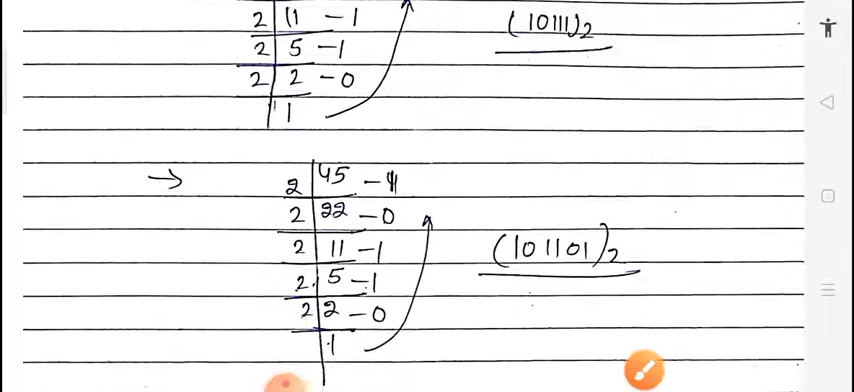 2 11 - 1
(10111)2
2 5 - 1
2 2 - 0
1
→ 2 45 - 1
2 22 - 0
2 11 - 1
(101101)2
2 5 - 1
2 2 - 0
1